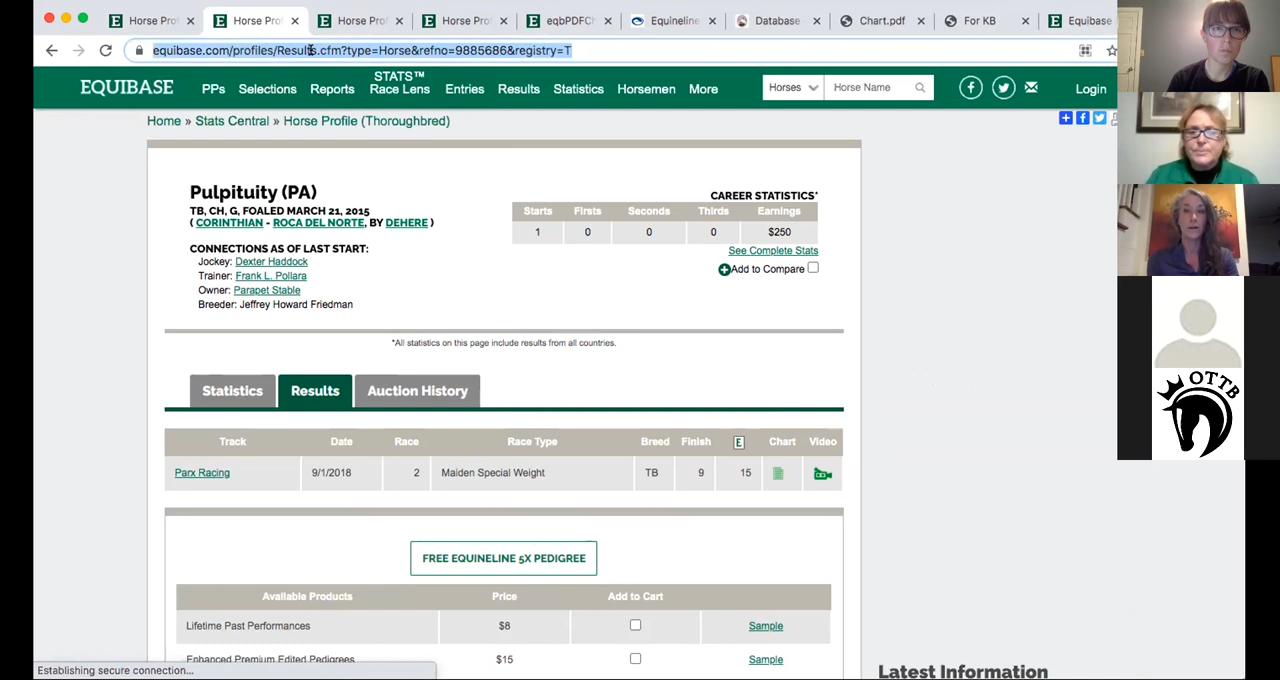 Horse Prof
Horse Prof
Horse Prof
Horse Prof
eqbPDFCh
Equineline
Database
Chart.pdf
For KB
Equibase
equibase.com/profiles/Results.cfm?type=Horse&refno=9885686&registry=T
EQUIBASE
PPs
Selections
Reports
STATS™
Race Lens
Entries
Results
Statistics
Horsemen
More
Horses
Horse Name
Login
Home » Stats Central » Horse Profile (Thoroughbred)
Pulpituity (PA)
TB, CH, G, FOALED MARCH 21, 2015
( CORINTHIAN - ROCA DEL NORTE, BY DEHERE )
CONNECTIONS AS OF LAST START:
Jockey: Dexter Haddock
Trainer: Frank L. Pollara
Owner: Parapet Stable
Breeder: Jeffrey Howard Friedman
CAREER STATISTICS*
Starts Firsts Seconds Thirds Earnings
1 0 0 0 $250
See Complete Stats
Add to Compare
*All statistics on this page include results from all countries.
Statistics Results Auction History
Track Date Race Race Type Breed Finish E Chart Video
Parx Racing 9/1/2018 2 Maiden Special Weight TB 9 15
FREE EQUINELINE 5X PEDIGREE
Available Products Price Add to Cart
Lifetime Past Performances $8 Sample
Enhanced Premium Edited Pedigrees $15 Sample
Latest Information
Establishing secure connection...
OTTB